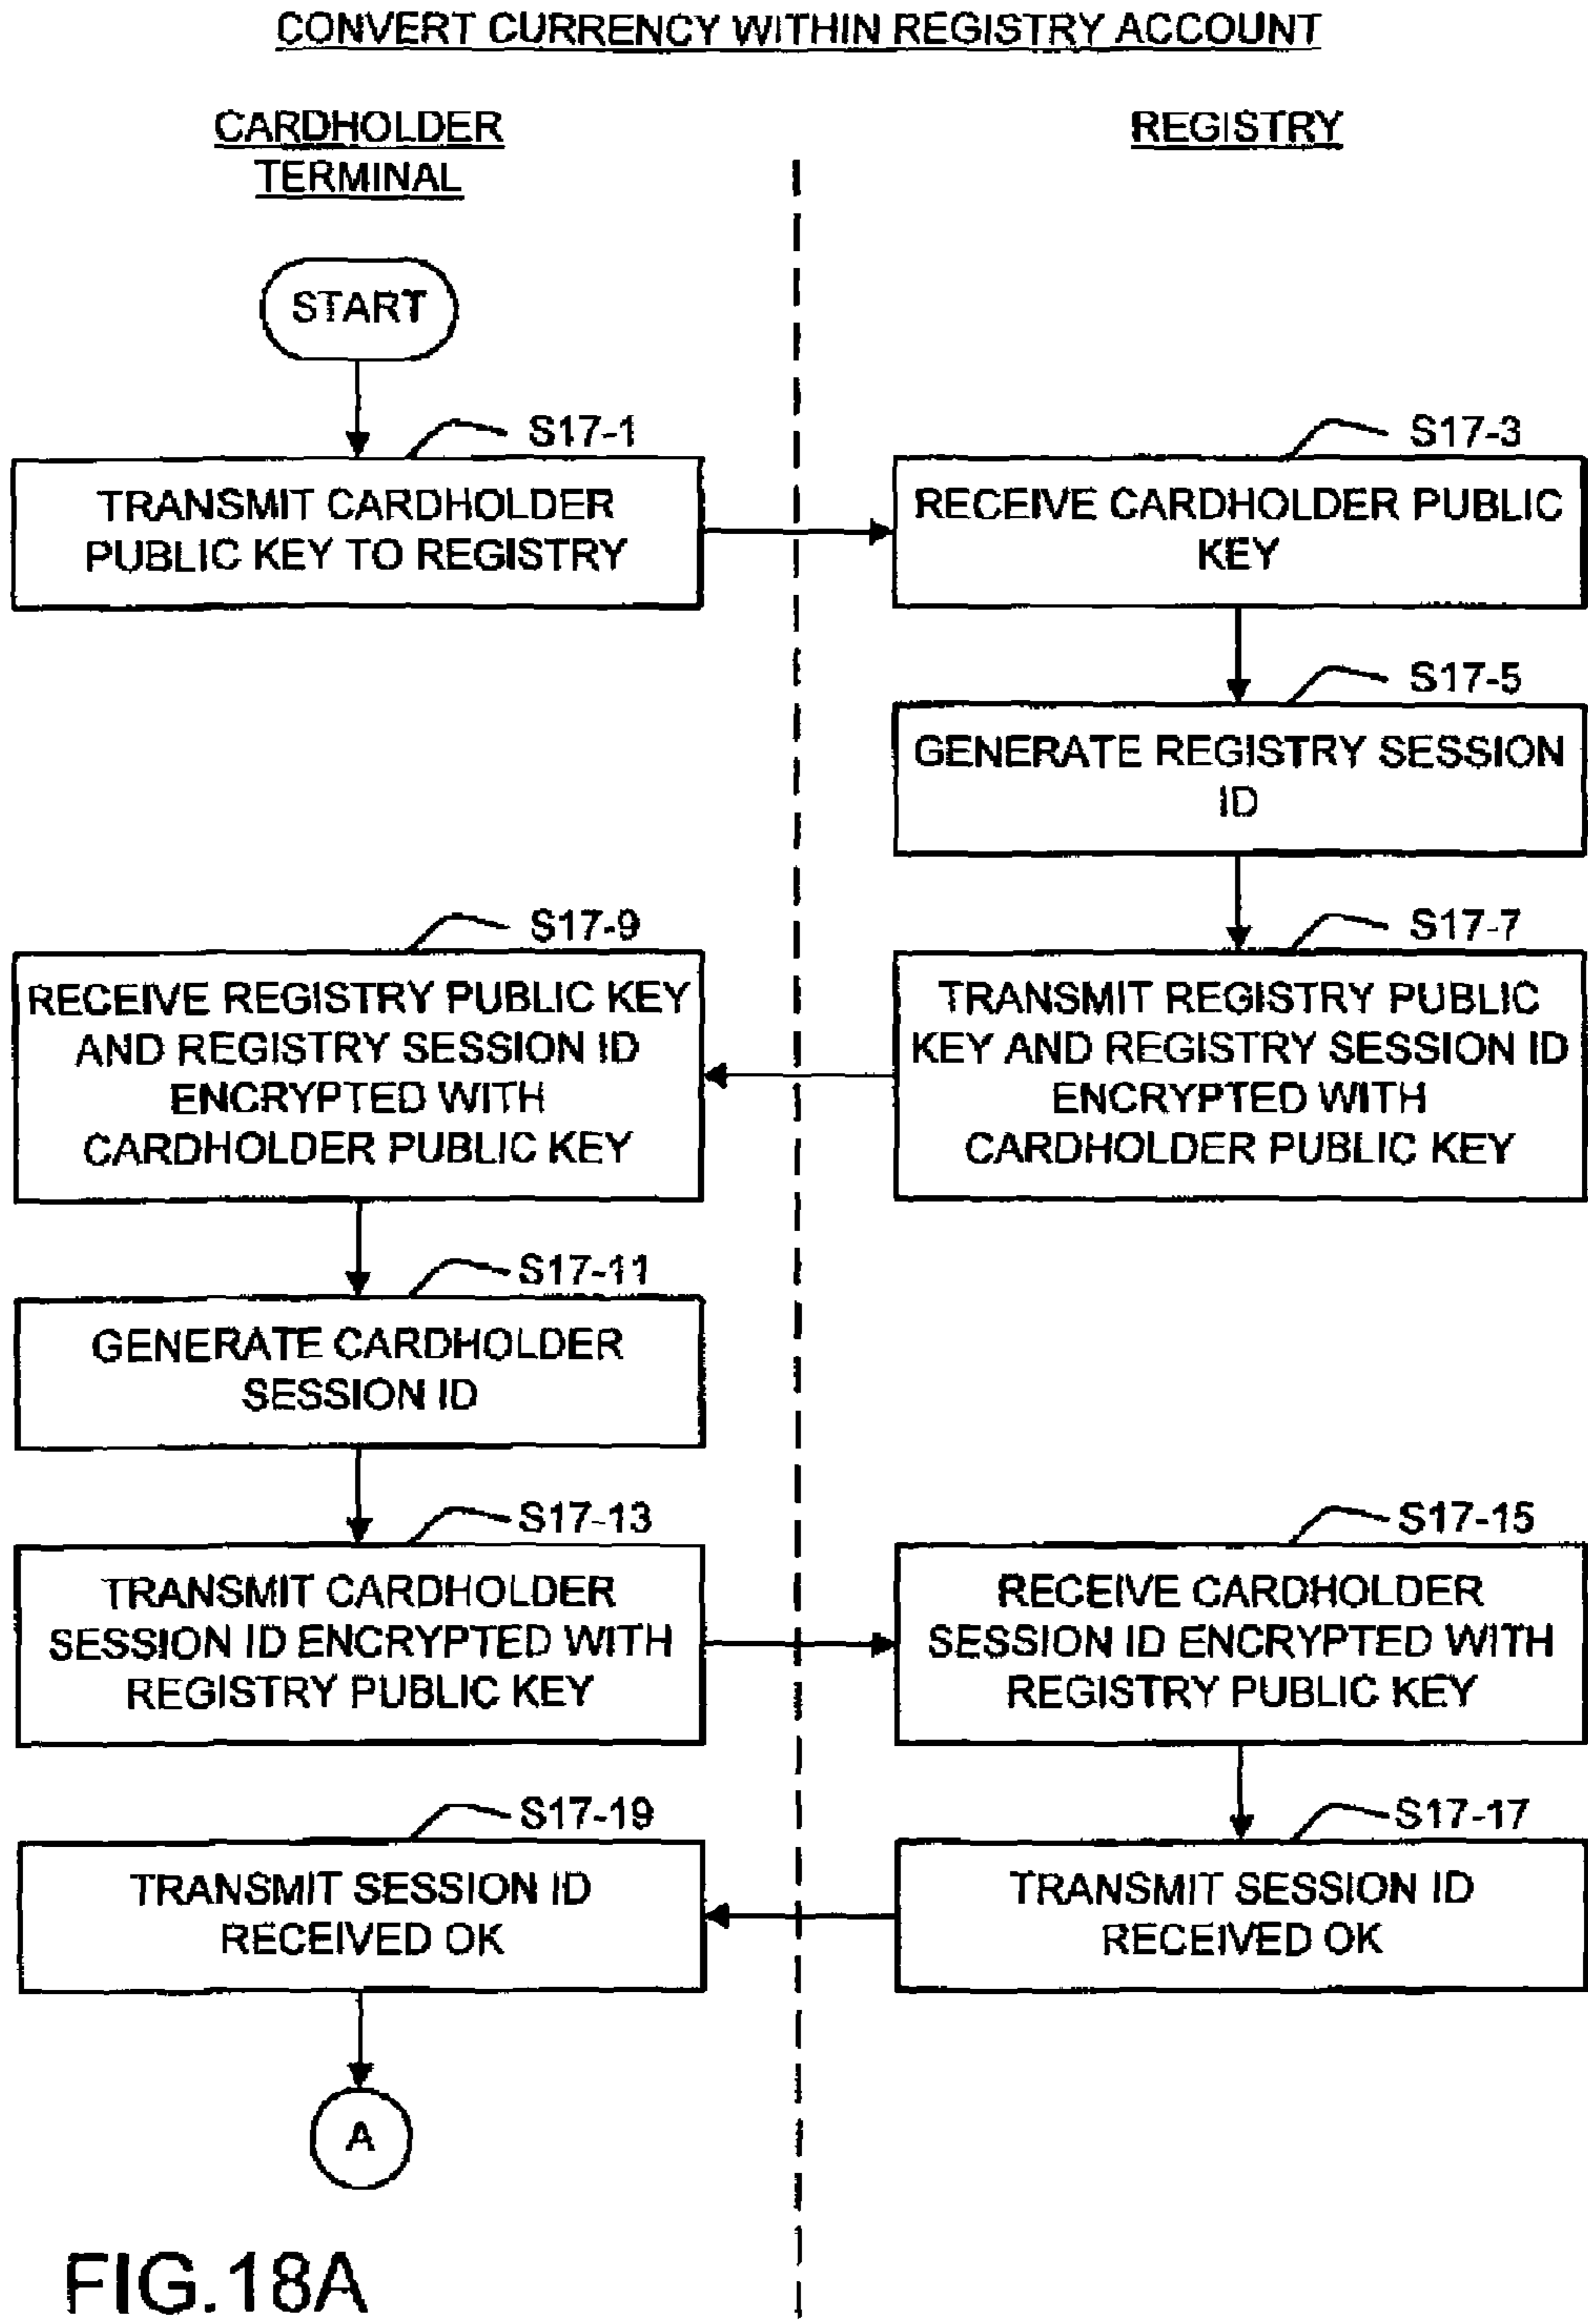 CONVERT CURRENCY WITHIN REGISTRY ACCOUNT
CARDHOLDER
TERMINAL
REGISTRY
START
S17-1
TRANSMIT CARDHOLDER
PUBLIC KEY TO REGISTRY
S17-3
RECEIVE CARDHOLDER PUBLIC
KEY
S17-5
GENERATE REGISTRY SESSION
ID
S17-7
TRANSMIT REGISTRY PUBLIC
KEY AND REGISTRY SESSION ID
ENCRYPTED WITH
CARDHOLDER PUBLIC KEY
S17-9
RECEIVE REGISTRY PUBLIC KEY
AND REGISTRY SESSION ID
ENCRYPTED WITH
CARDHOLDER PUBLIC KEY
S17-11
GENERATE CARDHOLDER
SESSION ID
S17-13
TRANSMIT CARDHOLDER
SESSION ID ENCRYPTED WITH
REGISTRY PUBLIC KEY
S17-15
RECEIVE CARDHOLDER
SESSION ID ENCRYPTED WITH
REGISTRY PUBLIC KEY
S17-17
TRANSMIT SESSION ID
RECEIVED OK
S17-19
TRANSMIT SESSION ID
RECEIVED OK
A
FIG.18A